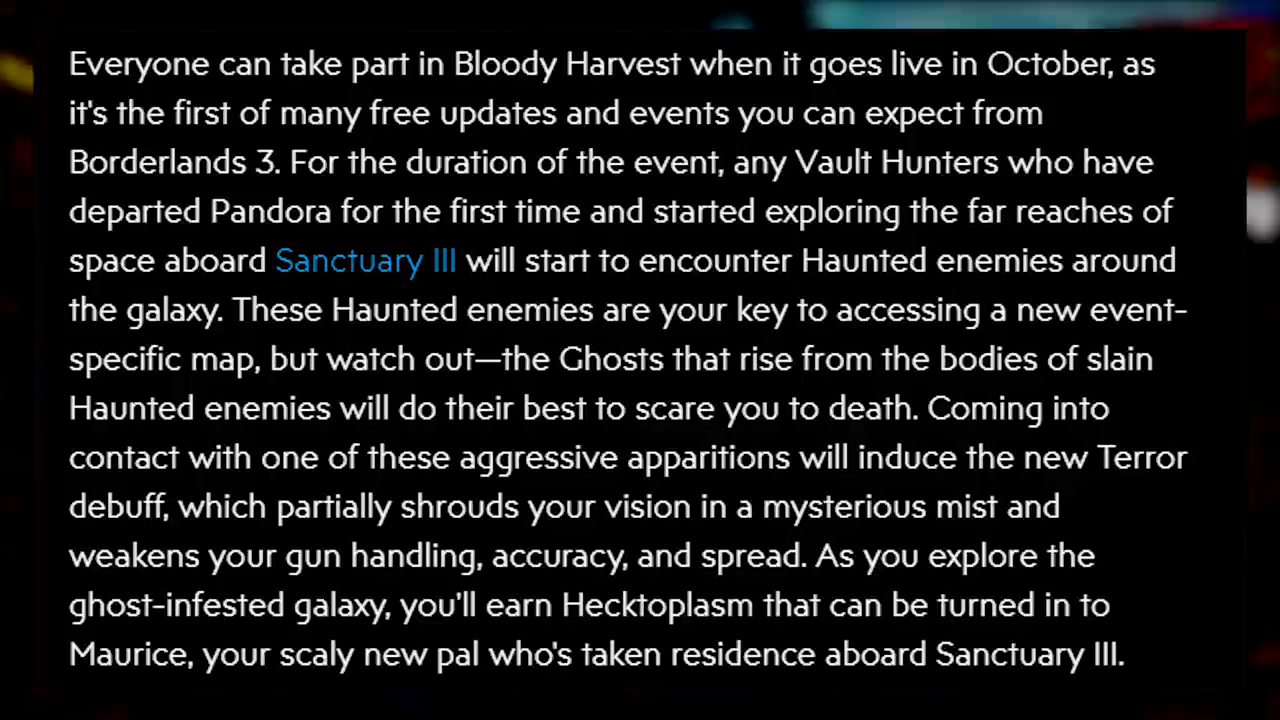 Everyone can take part in Bloody Harvest when it goes live in October, as
it's the first of many free updates and events you can expect from
Borderlands 3. For the duration of the event, any Vault Hunters who have
departed Pandora for the first time and started exploring the far reaches of
space aboard Sanctuary III will start to encounter Haunted enemies around
the galaxy. These Haunted enemies are your key to accessing a new event-
specific map, but watch out—the Ghosts that rise from the bodies of slain
Haunted enemies will do their best to scare you to death. Coming into
contact with one of these aggressive apparitions will induce the new Terror
debuff, which partially shrouds your vision in a mysterious mist and
weakens your gun handling, accuracy, and spread. As you explore the
ghost-infested galaxy, you'll earn Hecktoplasm that can be turned in to
Maurice, your scaly new pal who's taken residence aboard Sanctuary III.